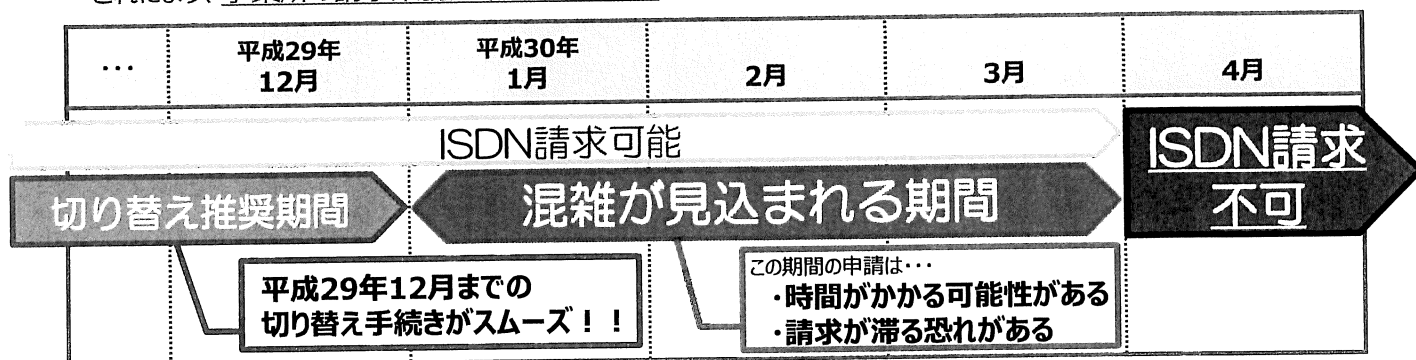 ･･･
平成29年
12月
平成30年
1月
2月
3月
4月
ISDN請求可能
ISDN請求
不可
切り替え推奨期間
混雑が見込まれる期間
平成29年12月までの
切り替え手続きがスムーズ！！
この期間の申請は･･･
・時間がかかる可能性がある
・請求が滞る恐れがある